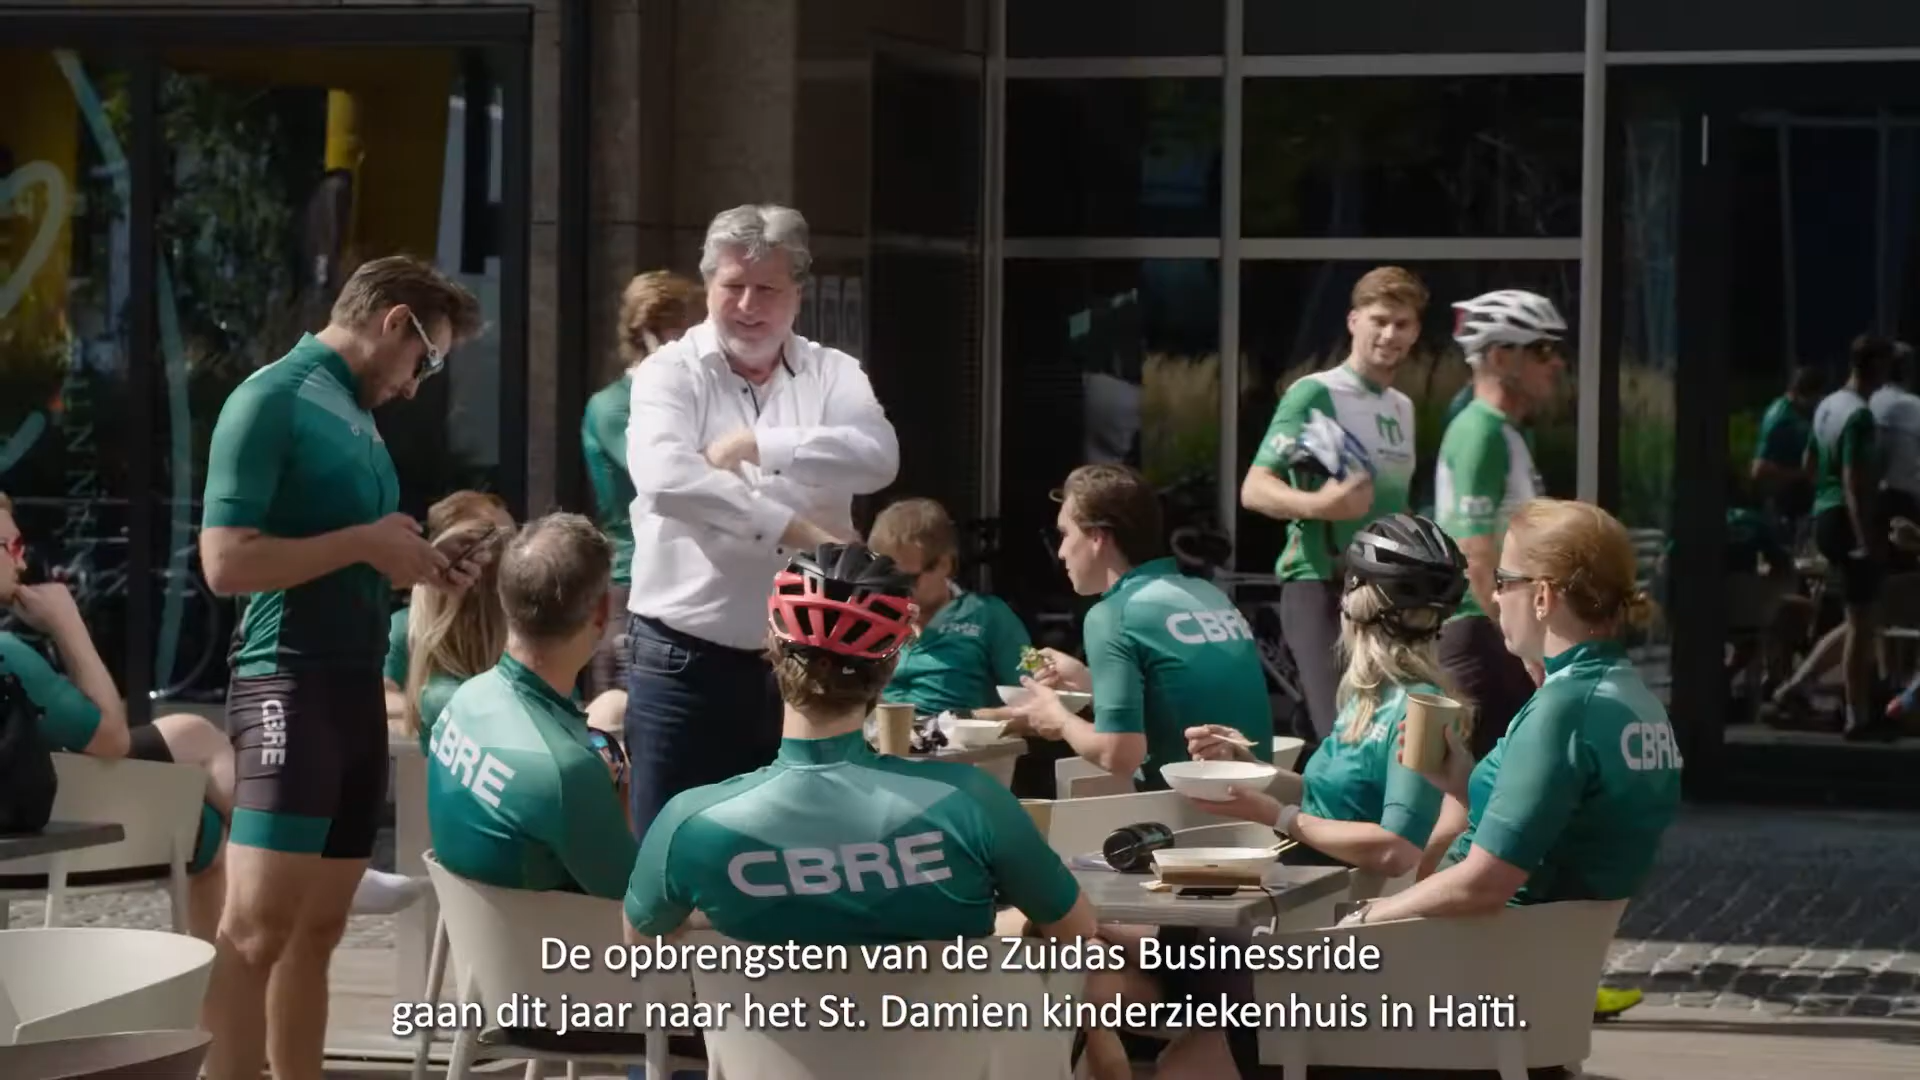 CBRE
CBRE
CBRE
CBRE
CBRE
De opbrengsten van de Zuidas Businessride
gaan dit jaar naar het St. Damien kinderziekenhuis in Haïti.